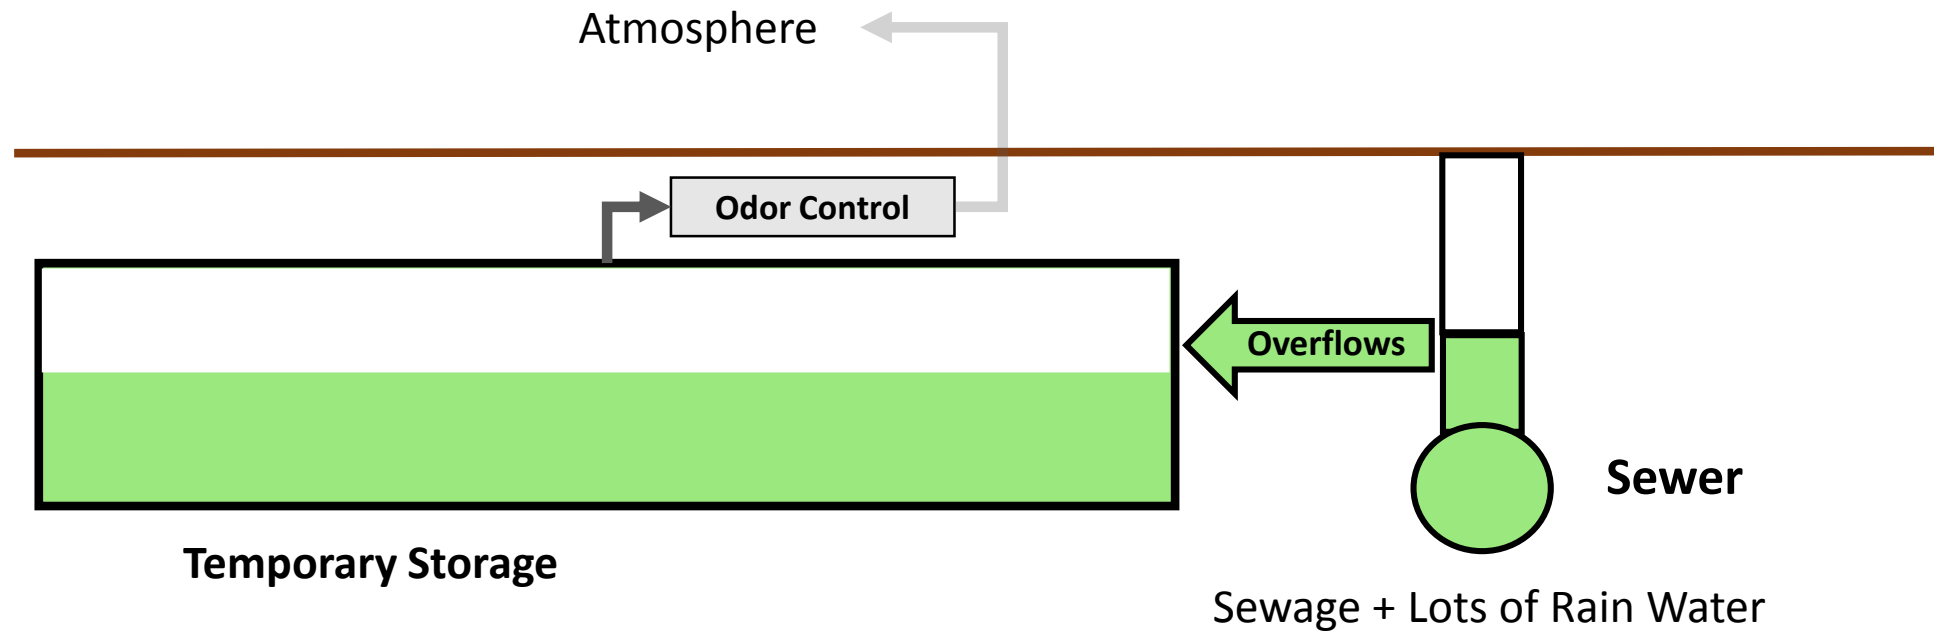 Atmosphere
Odor Control
Overflows
Sewer
Temporary Storage
Sewage + Lots of Rain Water